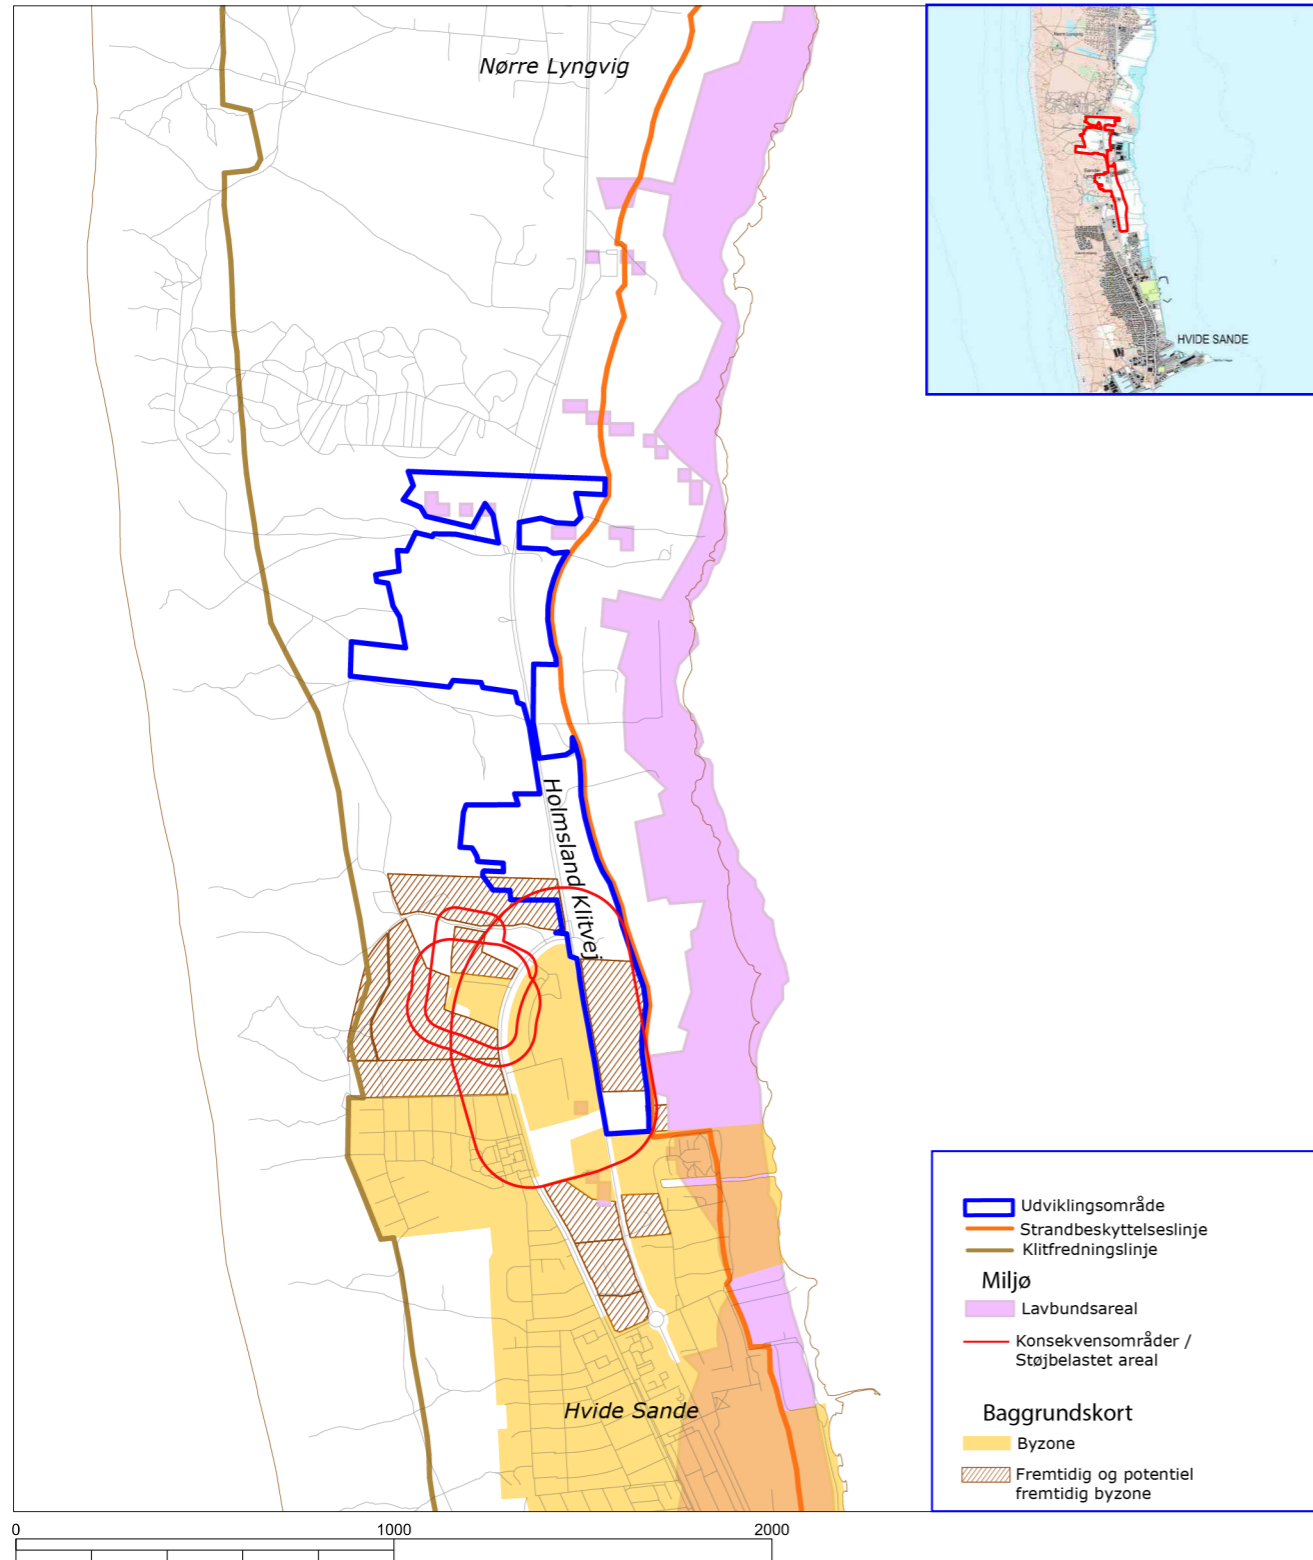 Nørre Lyngvig
HVIDE SANDE
Holmsland Klitvej
Hvide Sande
Udviklingsområde
Strandbeskyttelseslinje
Klitfredningslinje
Miljø
Lavbundsareal
Konsekvensområder /
Støjbelastet areal
Baggrundskort
Byzone
Fremtidig og potentiel
fremtidig byzone
0 1000 2000